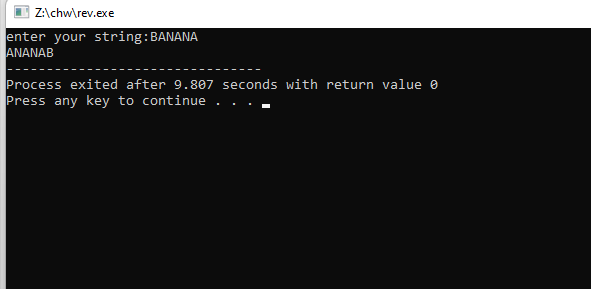 Z:\chw\rev.exe
enter your string:BANANA
ANANAB
--------------------------------
Process exited after 9.807 seconds with return value 0
Press any key to continue . . .